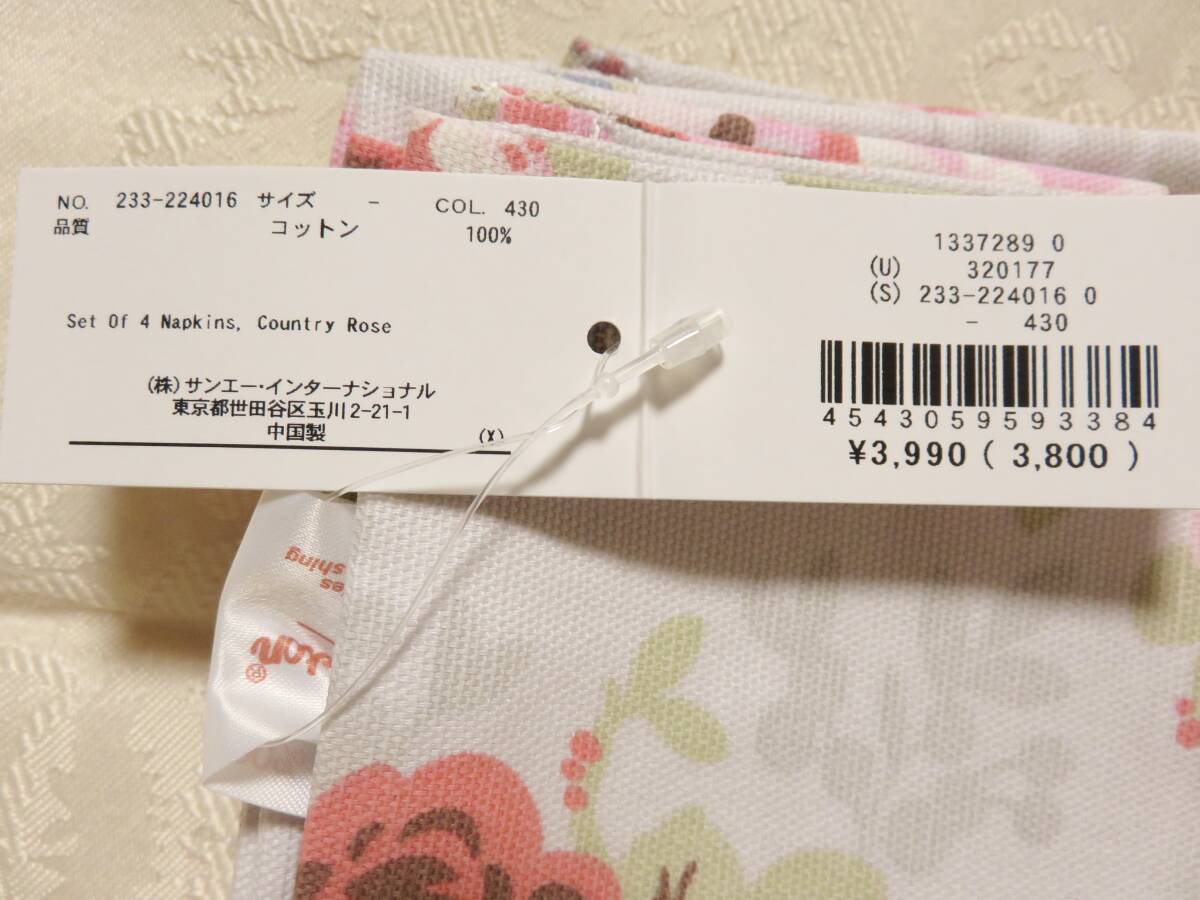 NO. 233-224016 サイズ - COL. 430
品質 コットン 100%
Set Of 4 Napkins, Country Rose
(株)サンエー・インターナショナル
東京都世田谷区玉川2-21-1
中国製 (X)
1337289 0
(U) 320177
(S) 233-224016 0
- 430
4543059593384
¥3,990 ( 3,800 )